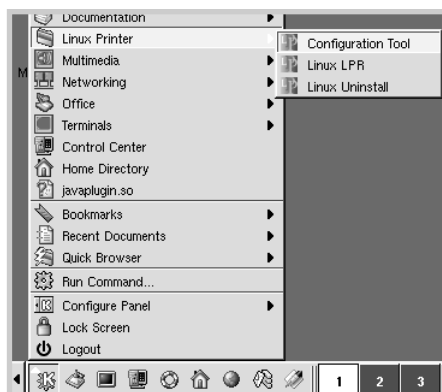 Documentation
Linux Printer
Configuration Tool
Multimedia
Linux LPR
M
Networking
Linux Uninstall
Office
Terminals
Control Center
Home Directory
javaplugin.so
Bookmarks
Recent Documents
Quick Browser
Run Command...
Configure Panel
Lock Screen
Logout
1 2 3